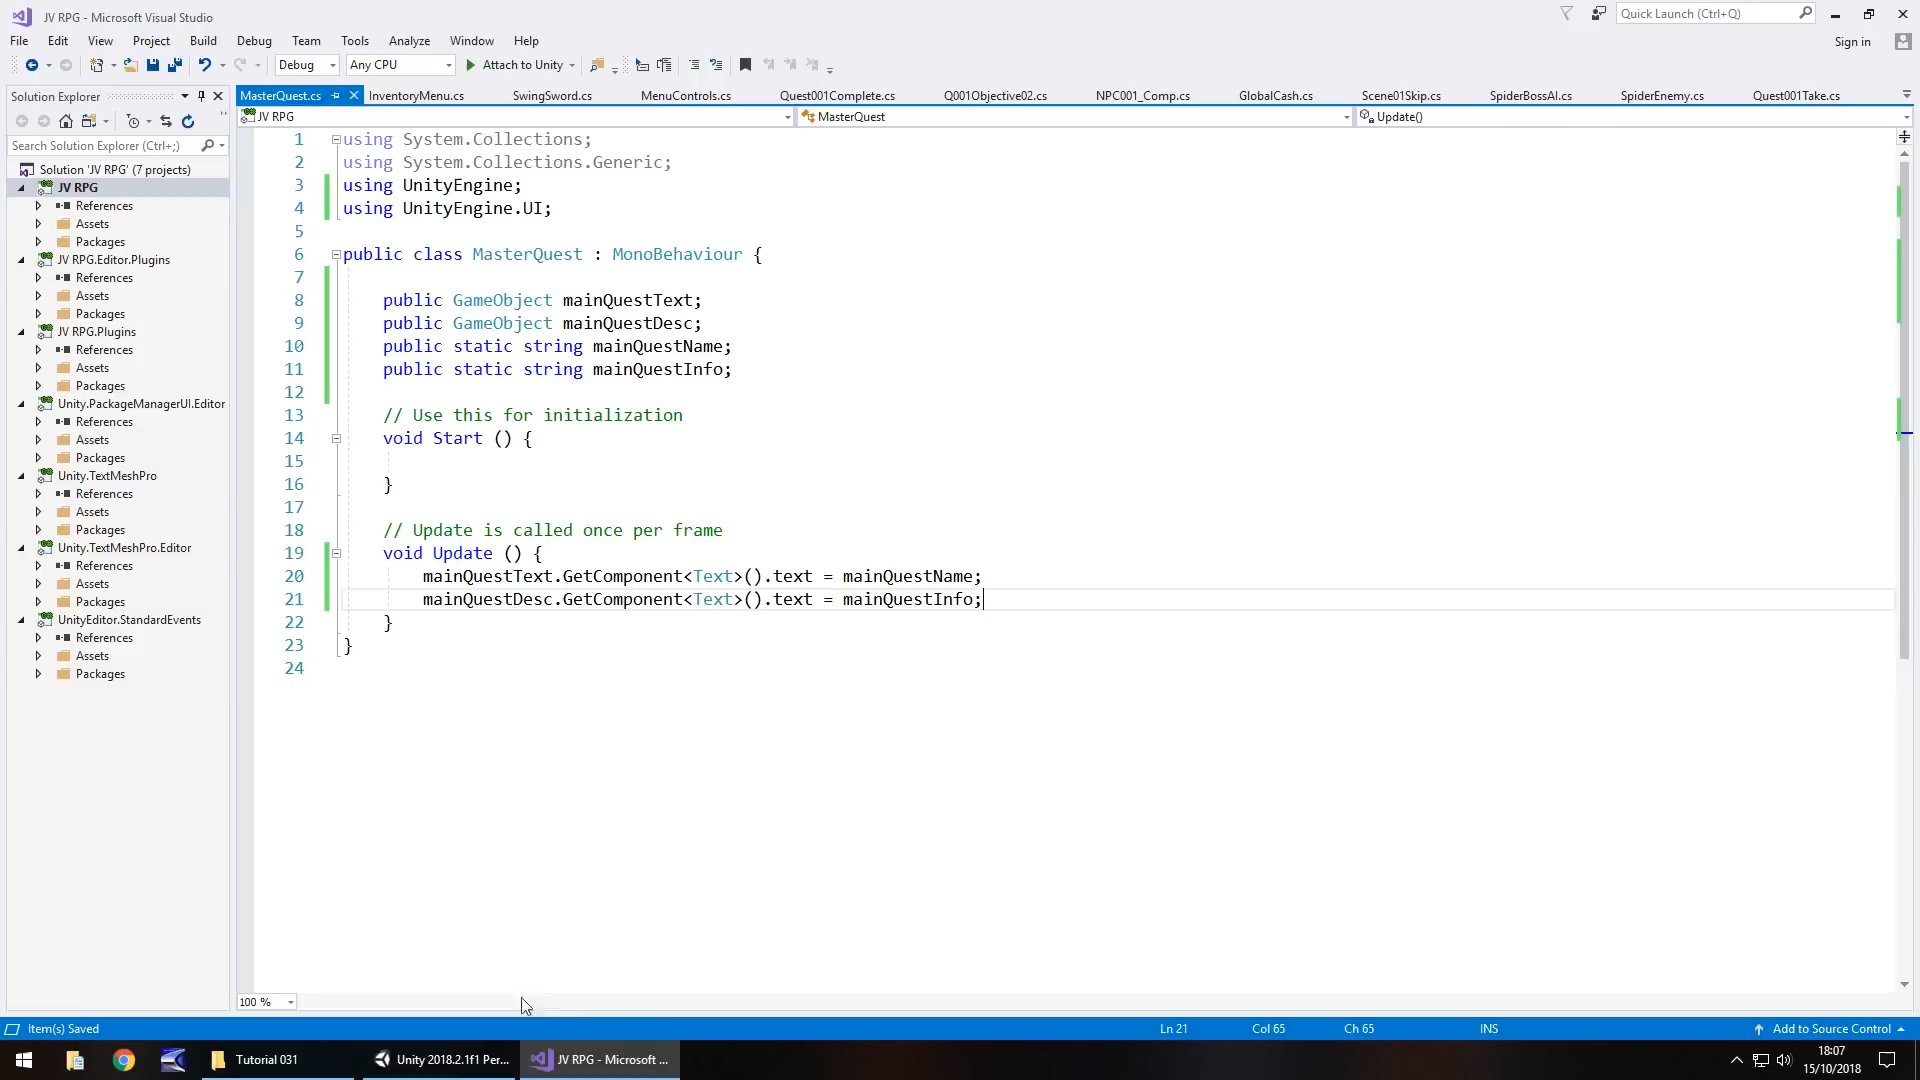 JV RPG - Microsoft Visual Studio
Quick Launch (Ctrl+Q)
File Edit View Project Build Debug Team Tools Analyze Window Help
Sign in
Debug Any CPU Attach to Unity
Solution Explorer
MasterQuest.cs InventoryMenu.cs SwingSword.cs MenuControls.cs Quest001Complete.cs Q001Objective02.cs NPC001_Comp.cs GlobalCash.cs Scene01Skip.cs SpiderBossAI.cs SpiderEnemy.cs Quest001Take.cs
JV RPG MasterQuest Update()
Search Solution Explorer (Ctrl+;)
Solution 'JV RPG' (7 projects)
JV RPG
References
Assets
Packages
JV RPG.Editor.Plugins
References
Assets
Packages
JV RPG.Plugins
References
Assets
Packages
Unity.PackageManagerUI.Editor
References
Assets
Packages
Unity.TextMeshPro
References
Assets
Packages
Unity.TextMeshPro.Editor
References
Assets
Packages
UnityEditor.StandardEvents
References
Assets
Packages
1 using System.Collections;
2 using System.Collections.Generic;
3 using UnityEngine;
4 using UnityEngine.UI;
5
6 public class MasterQuest : MonoBehaviour {
7
8 public GameObject mainQuestText;
9 public GameObject mainQuestDesc;
10 public static string mainQuestName;
11 public static string mainQuestInfo;
12
13 // Use this for initialization
14 void Start () {
15
16 }
17
18 // Update is called once per frame
19 void Update () {
20 mainQuestText.GetComponent<Text>().text = mainQuestName;
21 mainQuestDesc.GetComponent<Text>().text = mainQuestInfo;
22 }
23 }
24
100 %
Item(s) Saved Ln 21 Col 65 Ch 65 INS Add to Source Control
Tutorial 031 Unity 2018.2.1f1 Per... JV RPG - Microsoft ...
18:07
15/10/2018